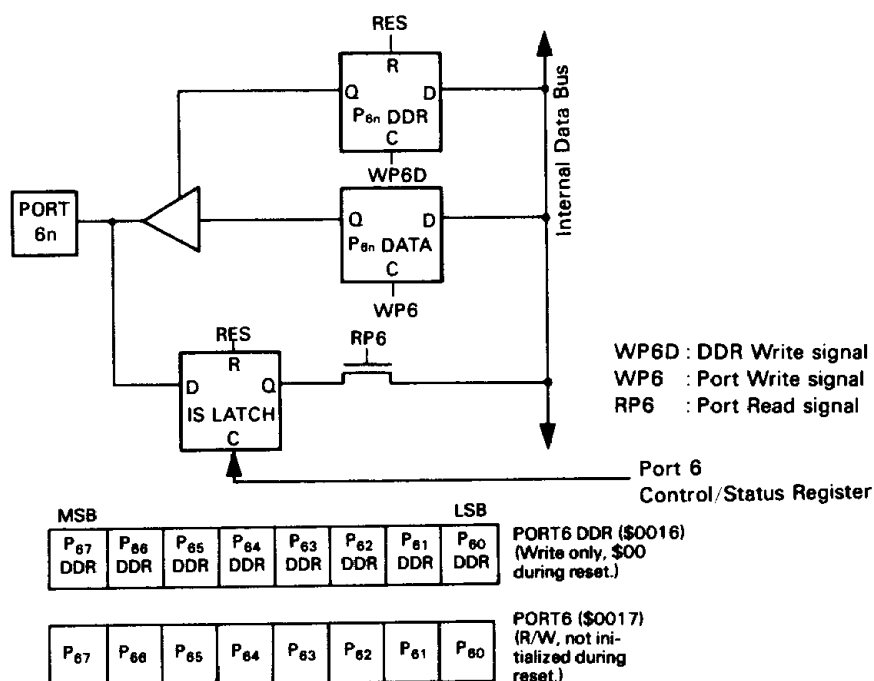 RES
R
Q D
P6n DDR
C
WP6D
Internal Data Bus
PORT
6n
Q D
P6n DATA
C
WP6
RES
R
D Q
IS LATCH
C
RP6
WP6D : DDR Write signal
WP6 : Port Write signal
RP6 : Port Read signal
Port 6
Control/Status Register
MSB LSB
P67 P66 P65 P64 P63 P62 P61 P60
DDR DDR DDR DDR DDR DDR DDR DDR
PORT6 DDR ($0016)
(Write only, $00
during reset.)
P67 P66 P65 P64 P63 P62 P61 P60
PORT6 ($0017)
(R/W, not ini-
tialized during
reset.)